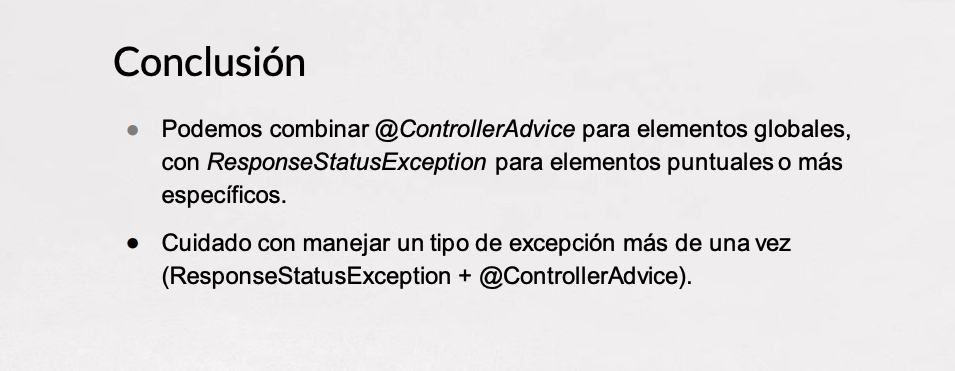 Conclusión
● Podemos combinar @ControllerAdvice para elementos globales,
con ResponseStatusException para elementos puntuales o más
específicos.
● Cuidado con manejar un tipo de excepción más de una vez
(ResponseStatusException + @ControllerAdvice).